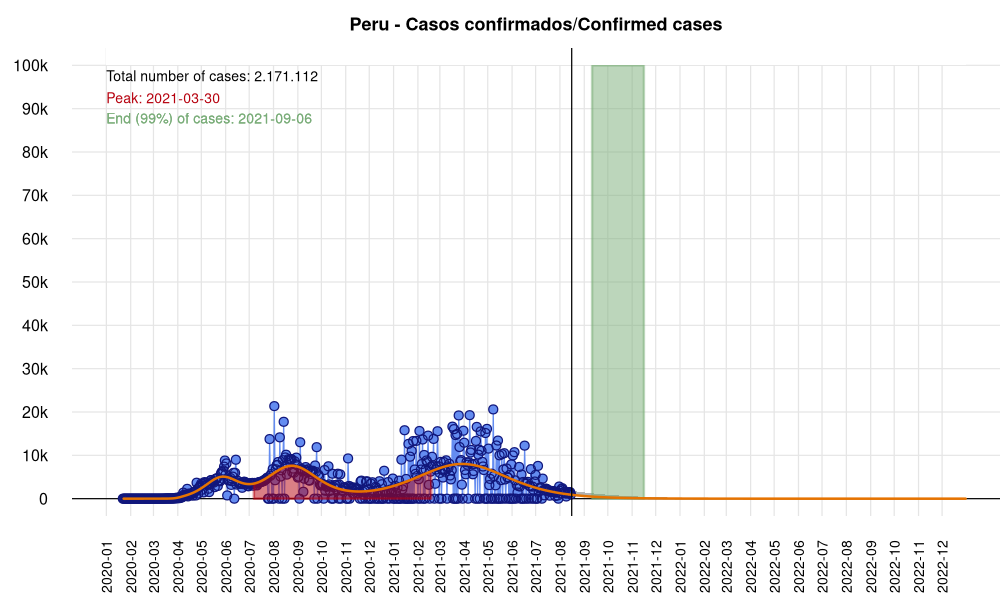 Peru - Casos confirmados/Confirmed cases
Total number of cases: 2.171.112
Peak: 2021-03-30
End (99%) of cases: 2021-09-06
100k
90k
80k
70k
60k
50k
40k
30k
20k
10k
0
2020-01
2020-02
2020-03
2020-04
2020-05
2020-06
2020-07
2020-08
2020-09
2020-10
2020-11
2020-12
2021-01
2021-02
2021-03
2021-04
2021-05
2021-06
2021-07
2021-08
2021-09
2021-10
2021-11
2021-12
2022-01
2022-02
2022-03
2022-04
2022-05
2022-06
2022-07
2022-08
2022-09
2022-10
2022-11
2022-12